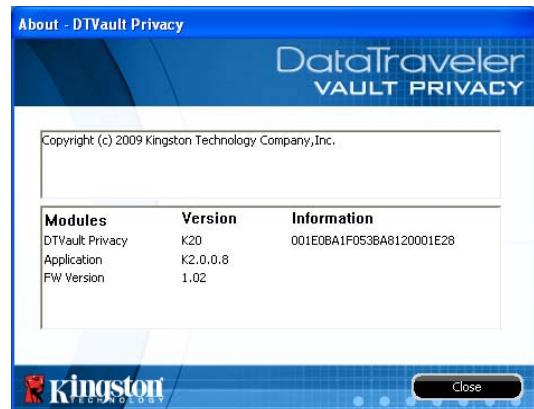 About - DTVault Privacy
DataTraveler
VAULT PRIVACY
Copyright (c) 2009 Kingston Technology Company,Inc.
Modules Version Information
DTVault Privacy K20 001E0BA1F053BA8120001E28
Application K2.0.0.8
FW Version 1.02
Kingston
TECHNOLOGY
Close